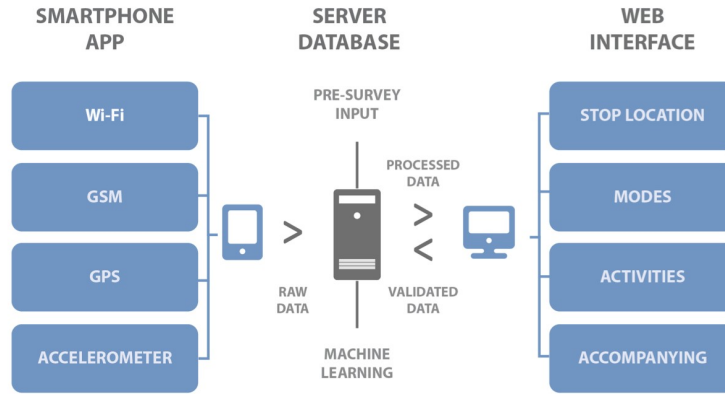 SMARTPHONE
APP
SERVER
DATABASE
WEB
INTERFACE
Wi-Fi
GSM
GPS
ACCELEROMETER
RAW
DATA
PRE-SURVEY
INPUT
PROCESSED
DATA
VALIDATED
DATA
MACHINE
LEARNING
STOP LOCATION
MODES
ACTIVITIES
ACCOMPANYING